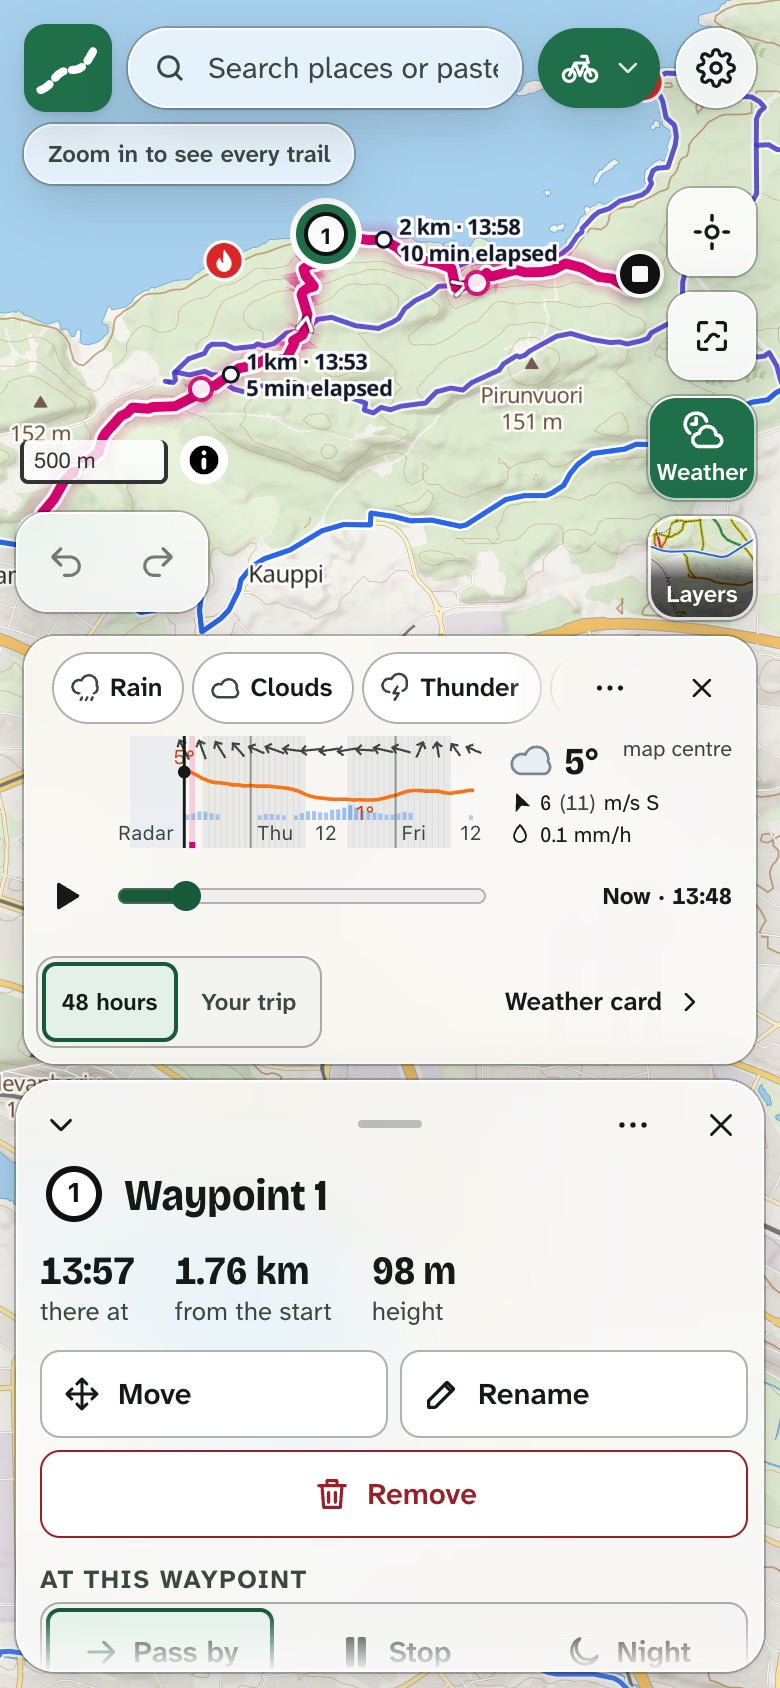 Search places or paste
Zoom in to see every trail
1
2 km · 13:58
10 min elapsed
1 km · 13:53
5 min elapsed
Pirunvuori
151 m
152 m
500 m
Weather
Kauppi
Layers
Rain
Clouds
Thunder
5°
1°
Radar
Thu
12
Fri
12
5°
map centre
6 (11) m/s S
0.1 mm/h
Now · 13:48
48 hours
Your trip
Weather card
1
Waypoint 1
13:57
1.76 km
98 m
there at
from the start
height
Move
Rename
Remove
AT THIS WAYPOINT
Pass by
Stop
Night